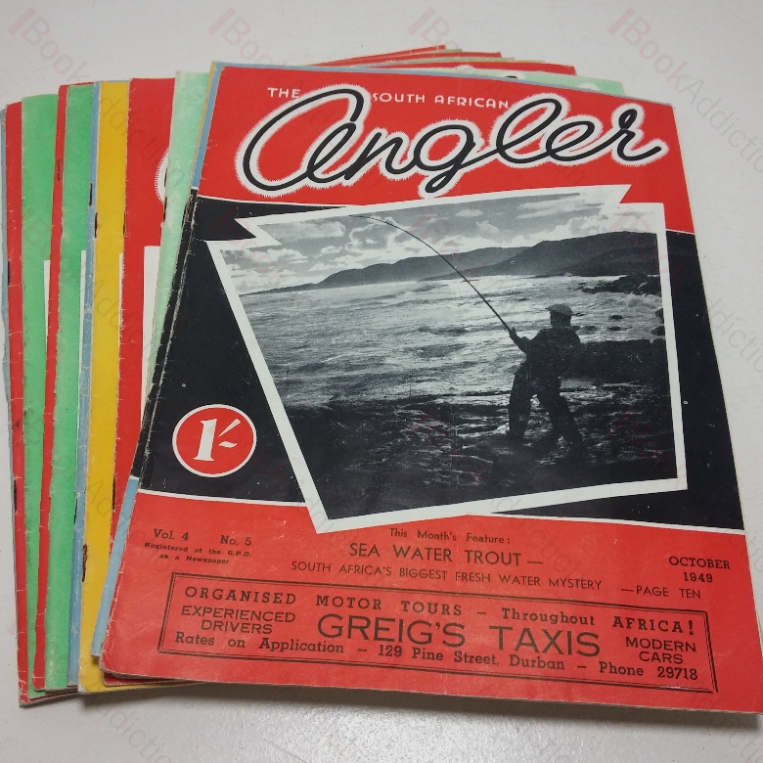 THE SOUTH AFRICAN
Angler
1/-
Vol. 4 No. 5
Registered at the G.P.O.
as a Newspaper
This Month's Feature:
SEA WATER TROUT —
SOUTH AFRICA'S BIGGEST FRESH WATER MYSTERY —PAGE TEN
OCTOBER
1949
ORGANISED MOTOR TOURS – Throughout AFRICA!
EXPERIENCED
DRIVERS
GREIG'S TAXIS
MODERN
CARS
Rates on Application – 129 Pine Street, Durban – Phone 29718
BookAddiction